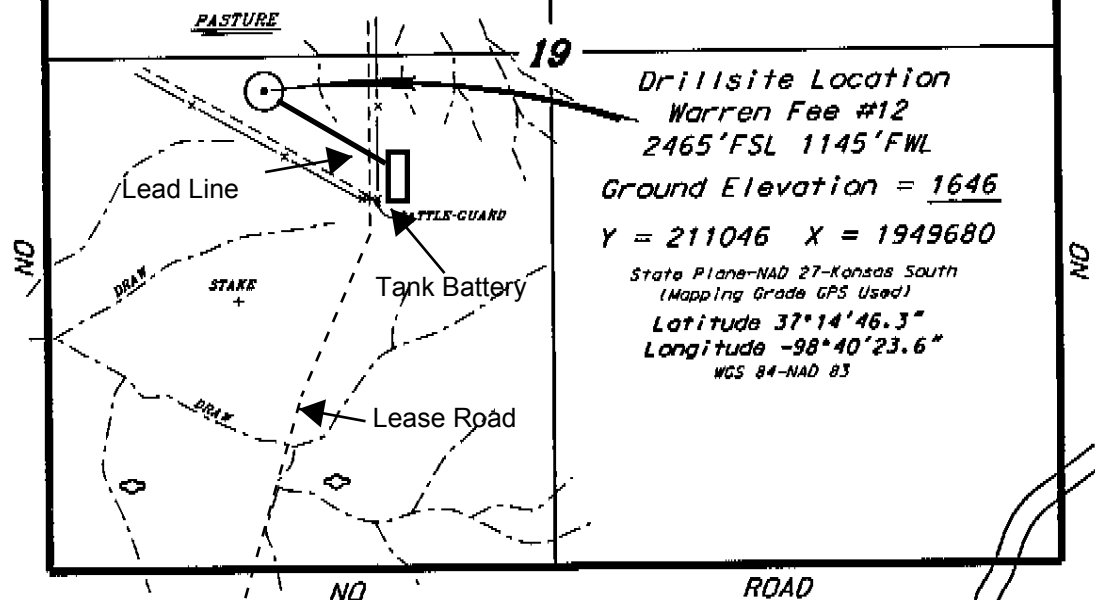 PASTURE
19
Drillsite Location
Warren Fee #12
2465'FSL 1145'FWL
Ground Elevation = 1646
Y = 211046 X = 1949680
State Plane-NAD 27-Kansas South
(Mapping Grade GPS Used)
Latitude 37°14'46.3"
Longitude -98°40'23.6"
WGS 84-NAD 83
Lead Line
ATTLE-GUARD
Tank Battery
NO
NO
DRAW
STAKE
DRAW
Lease Road
NO
ROAD